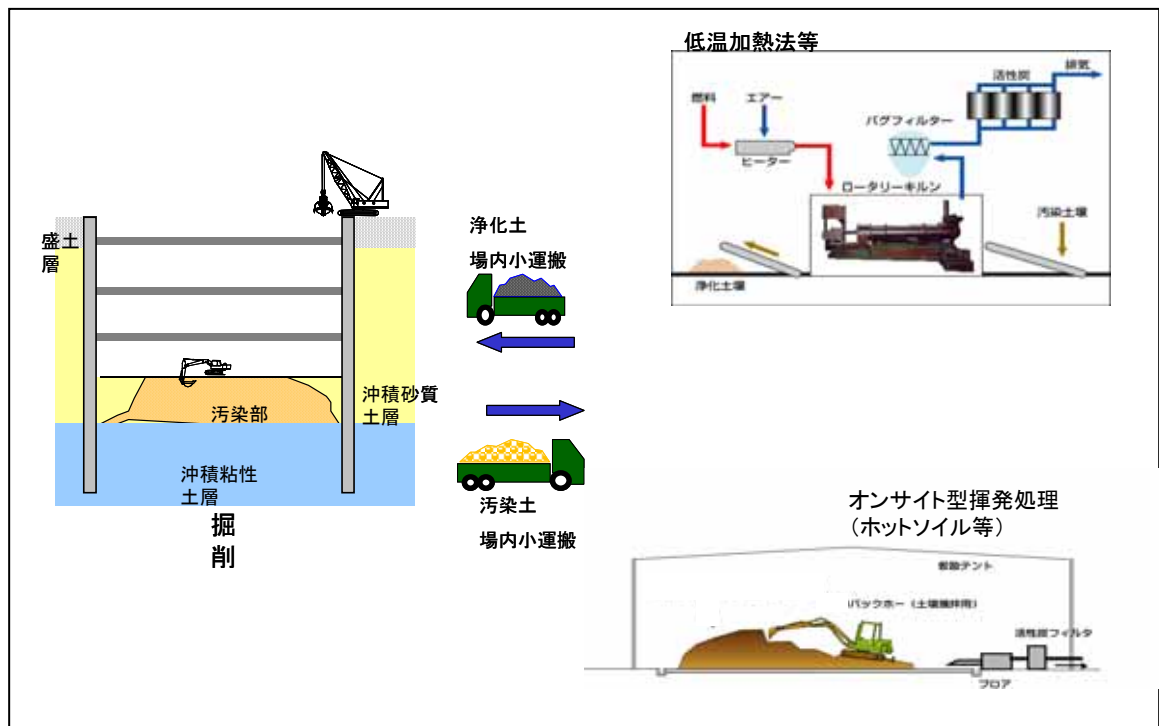 低温加熱法等
排気
活性炭
燃料
エアー
バグフィルター
ヒーター
ロータリーキルン
汚染土壌
浄化土壌
盛土
層
浄化土
場内小運搬
沖積砂質
土層
汚染部
沖積粘性
土層
掘
削
汚染土
場内小運搬
オンサイト型揮発処理
（ホットソイル等）
バックホー（土壌撹拌用）
活性炭フィルタ
ブロア